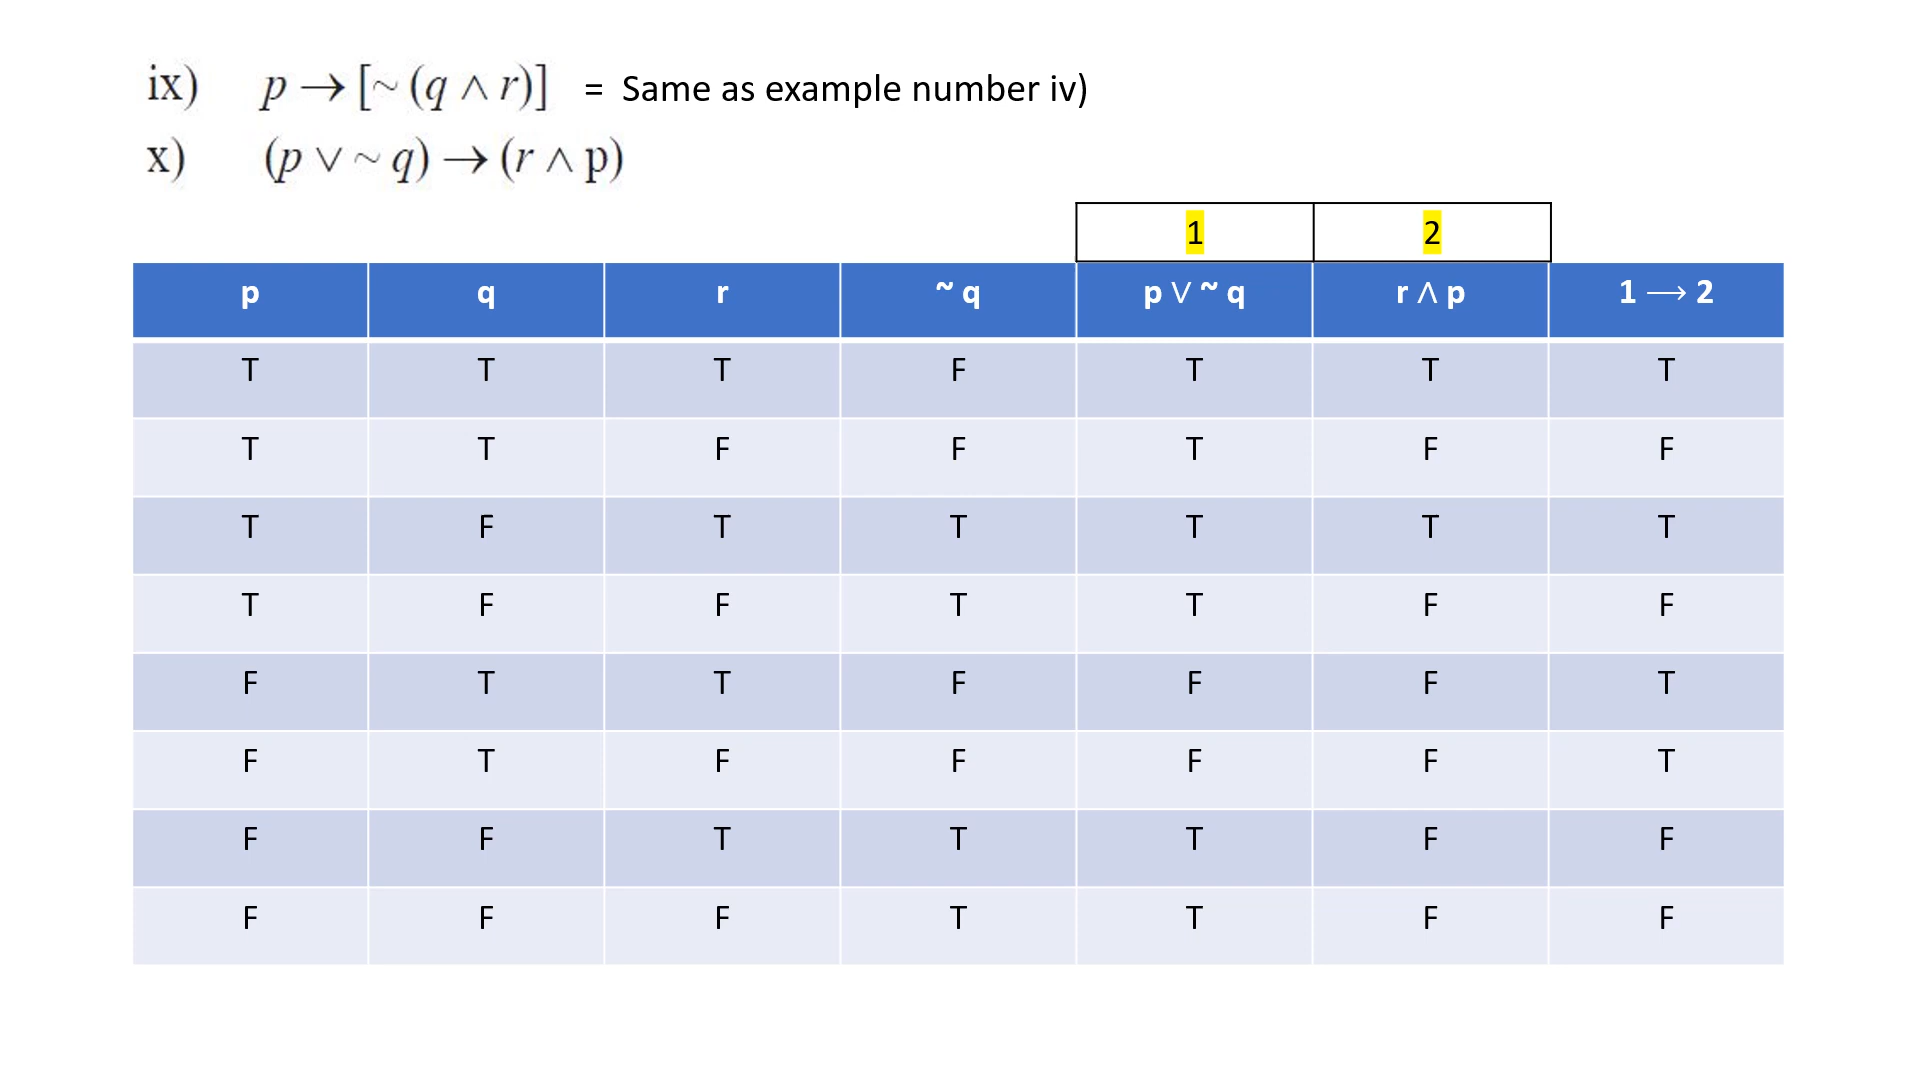 ix) p → [~ (q ∧ r)] = Same as example number iv)
x) (p ∨ ~ q) → (r ∧ p)
1 2
p q r ~ q p ∨ ~ q r ∧ p 1 ⟶ 2
T T T F T T T
T T F F T F F
T F T T T T T
T F F T T F F
F T T F F F T
F T F F F F T
F F T T T F F
F F F T T F F